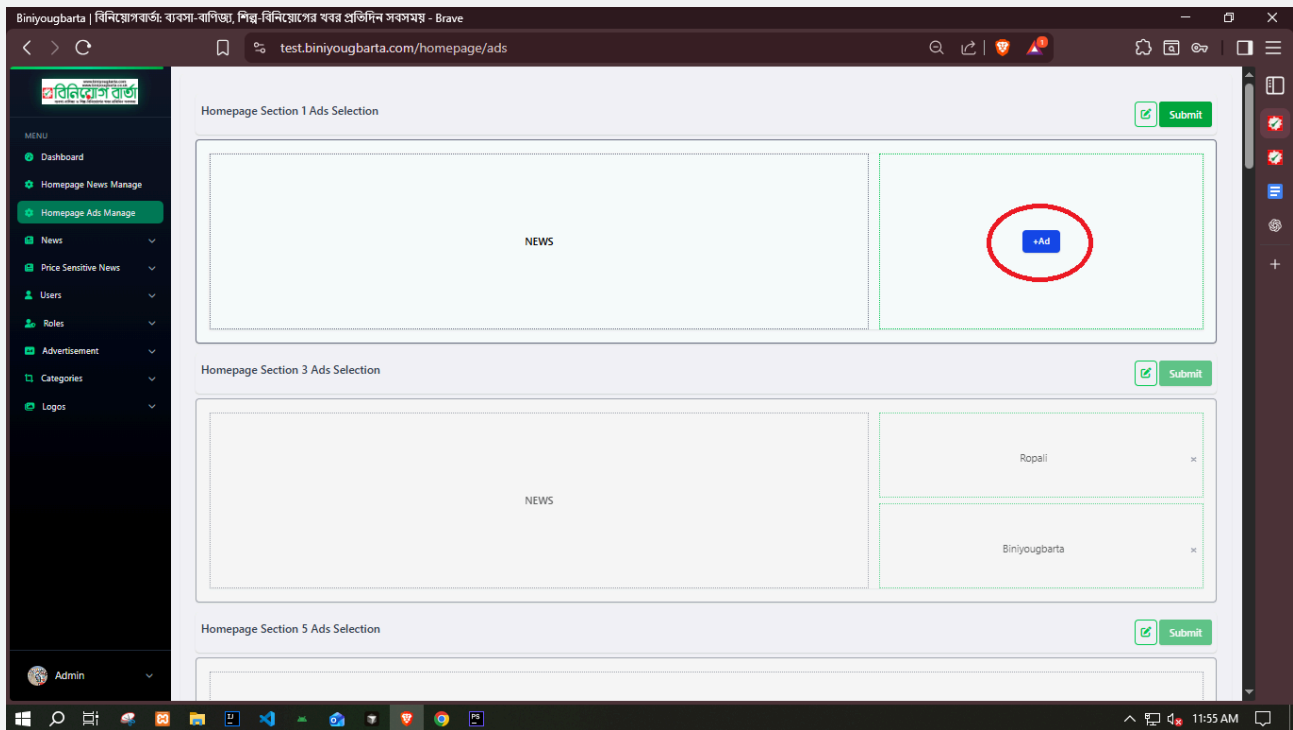 Biniyougbarta | বিনিয়োগবার্তা: ব্যবসা-বাণিজ্য, শিল্প-বিনিয়োগের খবর প্রতিদিন সবসময় - Brave
test.biniyougbarta.com/homepage/ads
বিনিয়োগ বার্তা
MENU
Dashboard
Homepage News Manage
Homepage Ads Manage
News
Price Sensitive News
Users
Roles
Advertisement
Categories
Logos
Admin
Homepage Section 1 Ads Selection
Submit
NEWS
+Ad
Homepage Section 3 Ads Selection
Submit
NEWS
Ropali ×
Biniyougbarta ×
Homepage Section 5 Ads Selection
Submit
11:55 AM